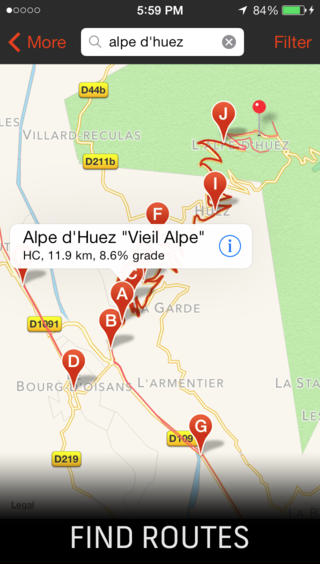 5:59 PM
84%
More
alpe d'huez
Filter
D44b
VILLARD-RECULAS
D211b
J
I
HUEZ
F
Alpe d'Huez "Vieil Alpe"
HC, 11.9 km, 8.6% grade
A
B
LA GARDE
D1091
D
BOURG-D'OISANS
L'ARMENTIER
G
D219
Legal
FIND ROUTES